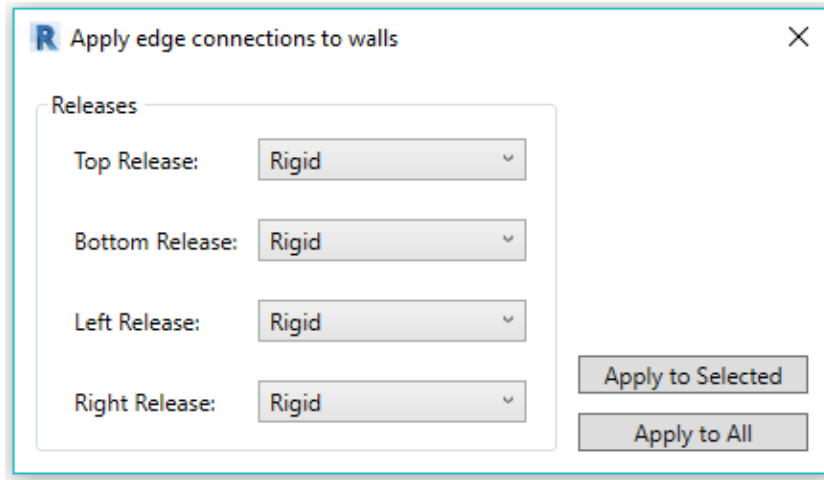 R Apply edge connections to walls
Releases
Top Release: Rigid
Bottom Release: Rigid
Left Release: Rigid
Right Release: Rigid
Apply to Selected
Apply to All